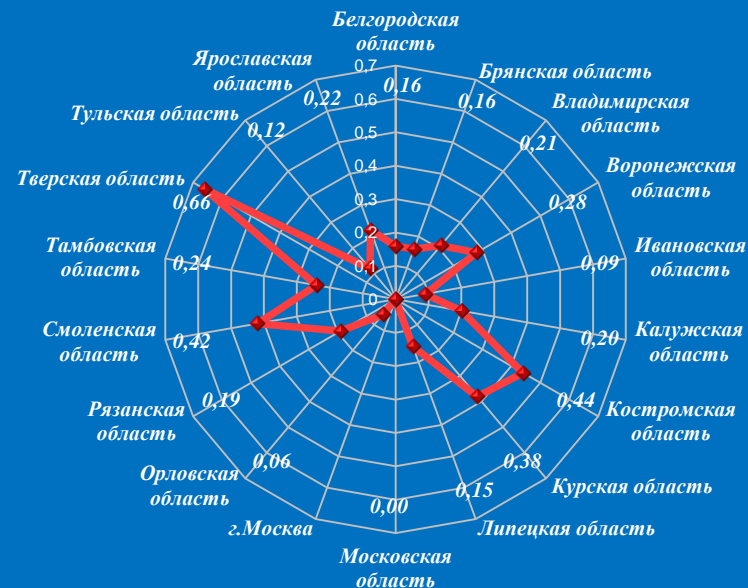 Белгородская
область
0,16
Брянская область
0,16
Владимирская
область
0,21
Воронежская
область
0,28
Ивановская
область
0,09
Калужская
область
0,20
Костромская
область
0,44
Курская область
0,38
Липецкая область
0,15
Московская
область
0,00
г.Москва
Орловская
область
0,06
Рязанская
область
0,19
Смоленская
область
0,42
Тамбовская
область
0,24
Тверская область
0,66
Тульская область
0,12
Ярославская
область
0,22
0,7
0,6
0,5
0,4
0,3
0,2
0,1
0